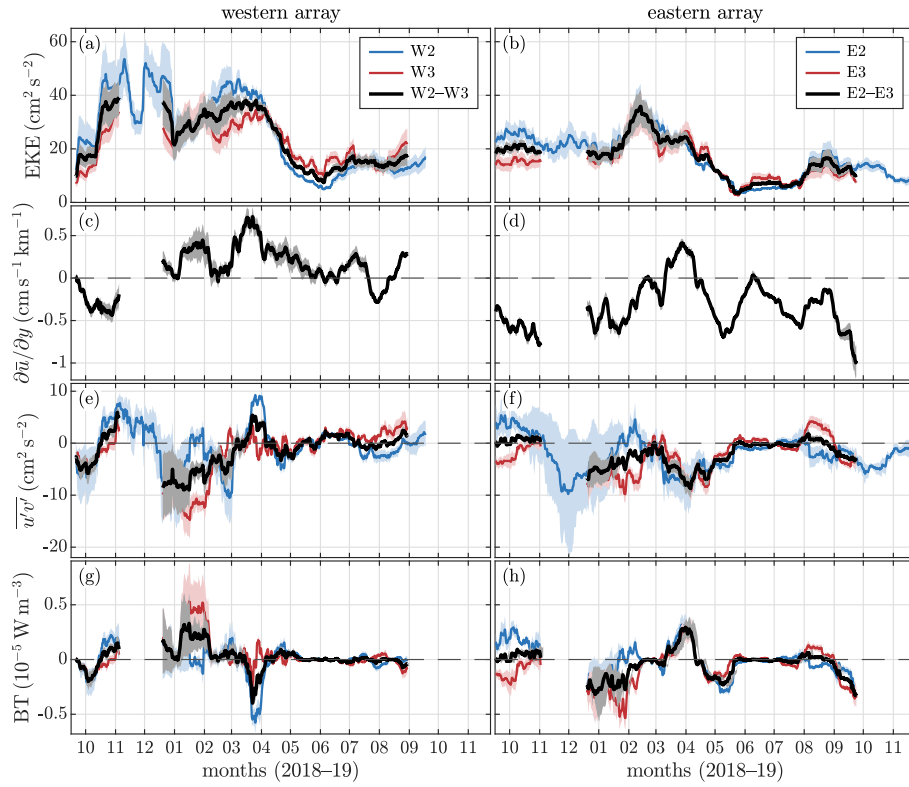 western array
eastern array
(a)
W2
W3
W2–W3
(b)
E2
E3
E2–E3
EKE (cm² s⁻²)
60
40
20
0
(c)
(d)
∂ū/∂y (cm s⁻¹ km⁻¹)
0.5
0
-0.5
-1
(e)
(f)
u′v′ (cm² s⁻²)
10
0
-10
-20
(g)
(h)
BT (10⁻⁵ W m⁻³)
0.5
0
-0.5
10 11 12 01 02 03 04 05 06 07 08 09 10 11
10 11 12 01 02 03 04 05 06 07 08 09 10 11
months (2018–19)
months (2018–19)